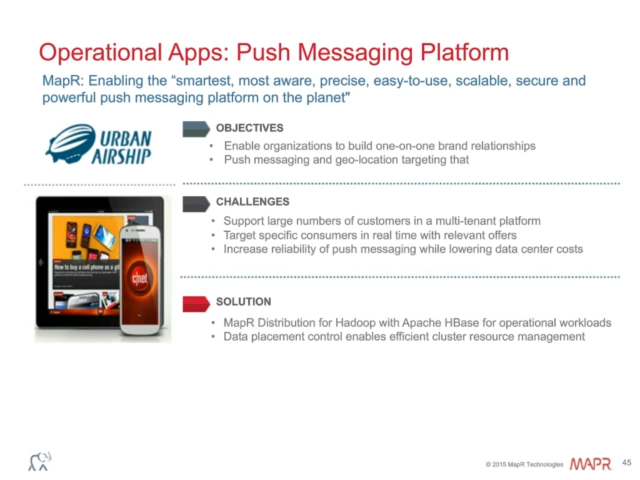 Operational Apps: Push Messaging Platform
MapR: Enabling the “smartest, most aware, precise, easy-to-use, scalable, secure and
powerful push messaging platform on the planet"
URBAN
AIRSHIP
OBJECTIVES
• Enable organizations to build one-on-one brand relationships
• Push messaging and geo-location targeting that
CHALLENGES
• Support large numbers of customers in a multi-tenant platform
• Target specific consumers in real time with relevant offers
• Increase reliability of push messaging while lowering data center costs
How to buy a cell phone as a gi
c|net
SOLUTION
• MapR Distribution for Hadoop with Apache HBase for operational workloads
• Data placement control enables efficient cluster resource management
© 2015 MapR Technologies
MAPR
45